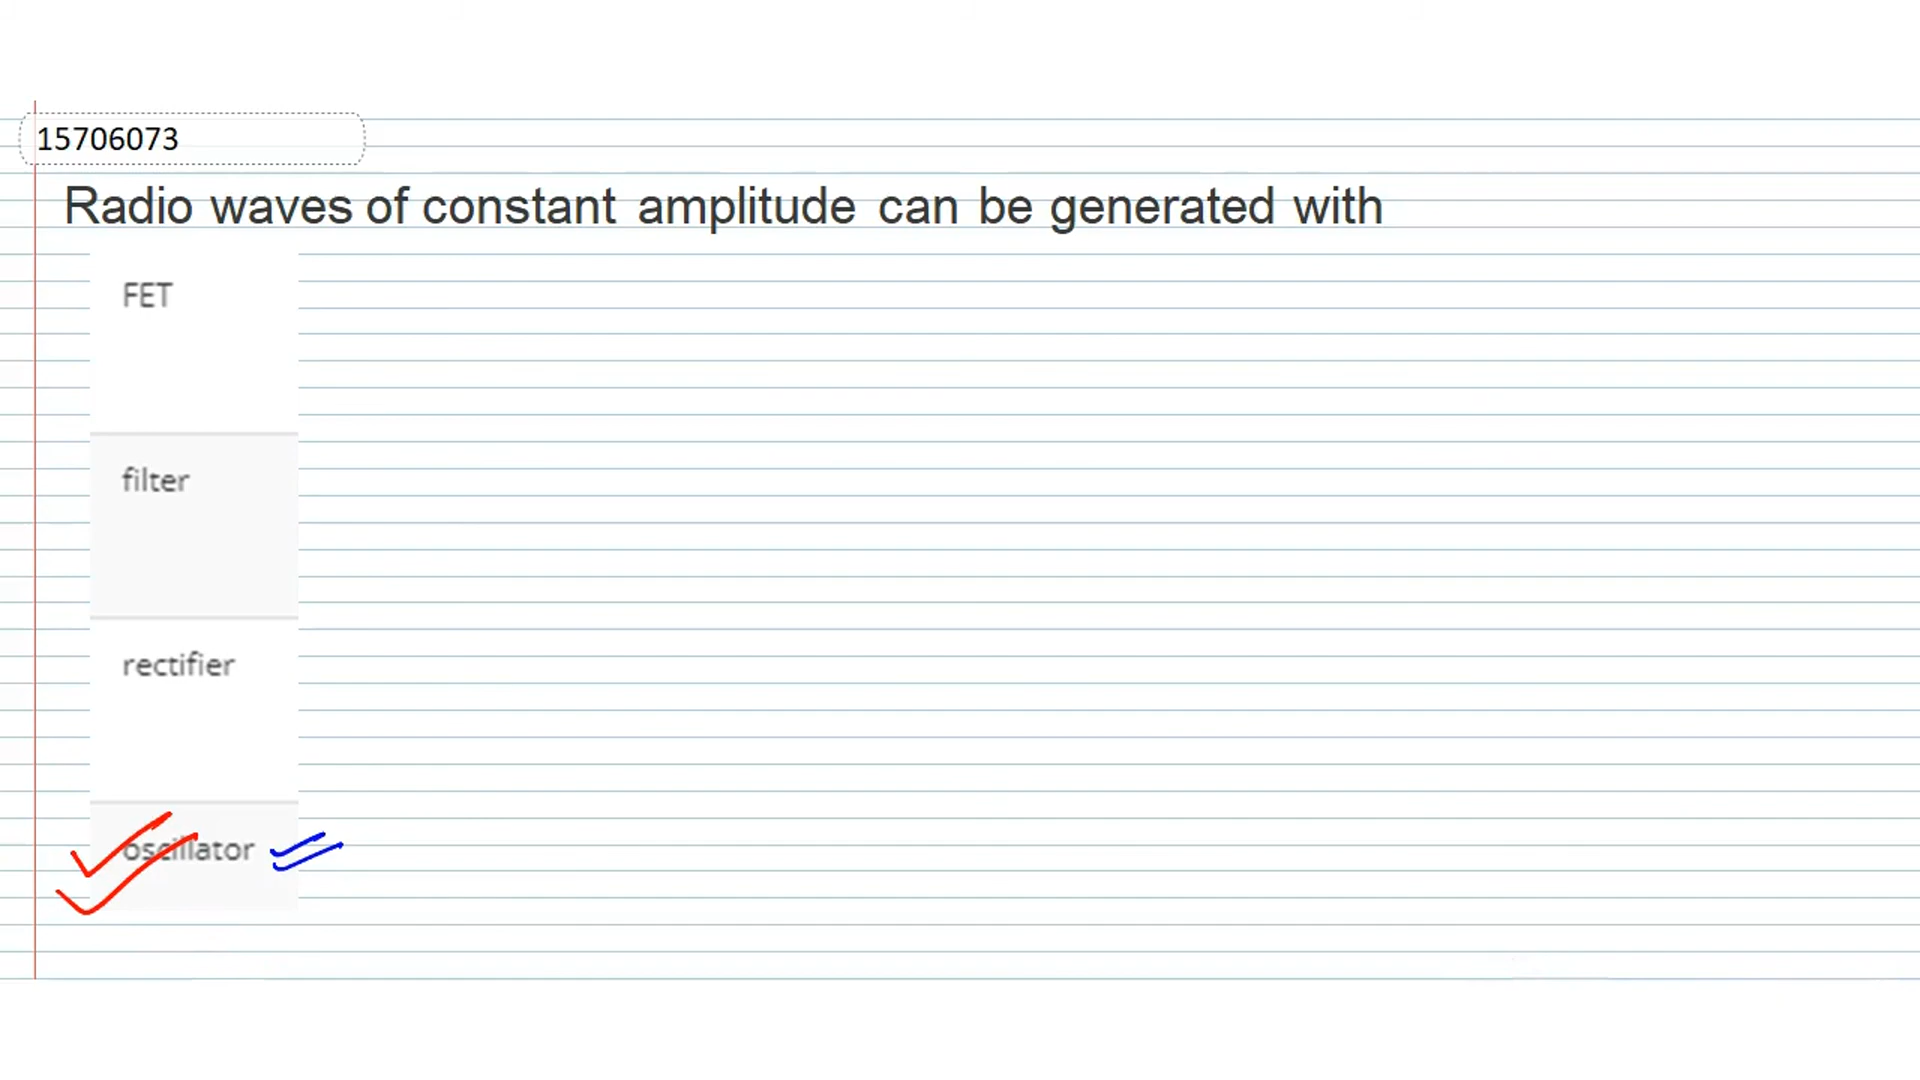 15706073
Radio waves of constant amplitude can be generated with
FET
filter
rectifier
oscillator